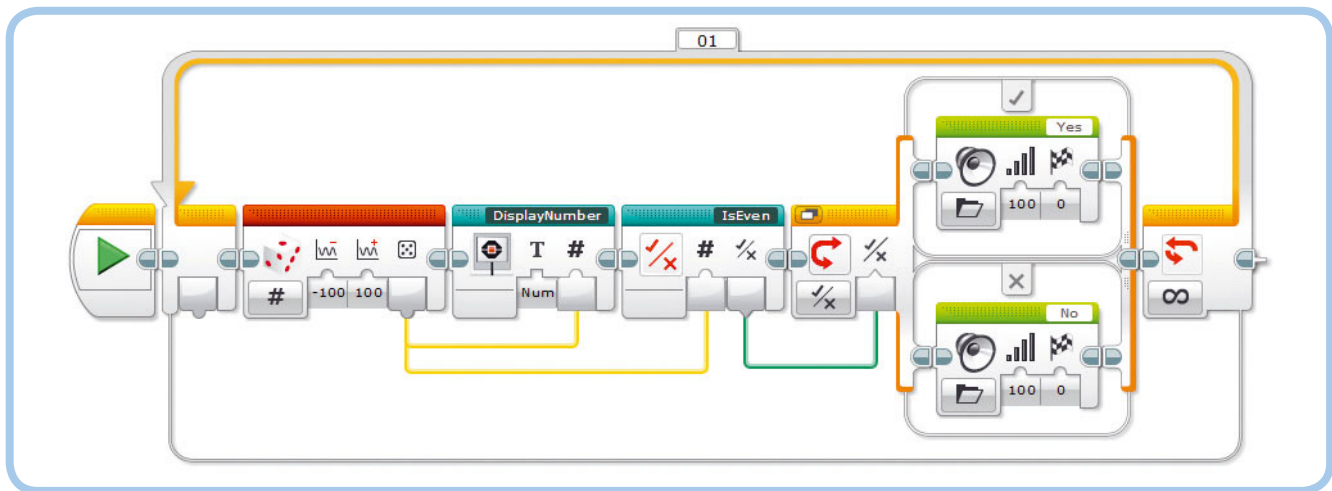 01
DisplayNumber
IsEven
Yes
T # #
# -100 100 Num
100 0
∞
No
100 0